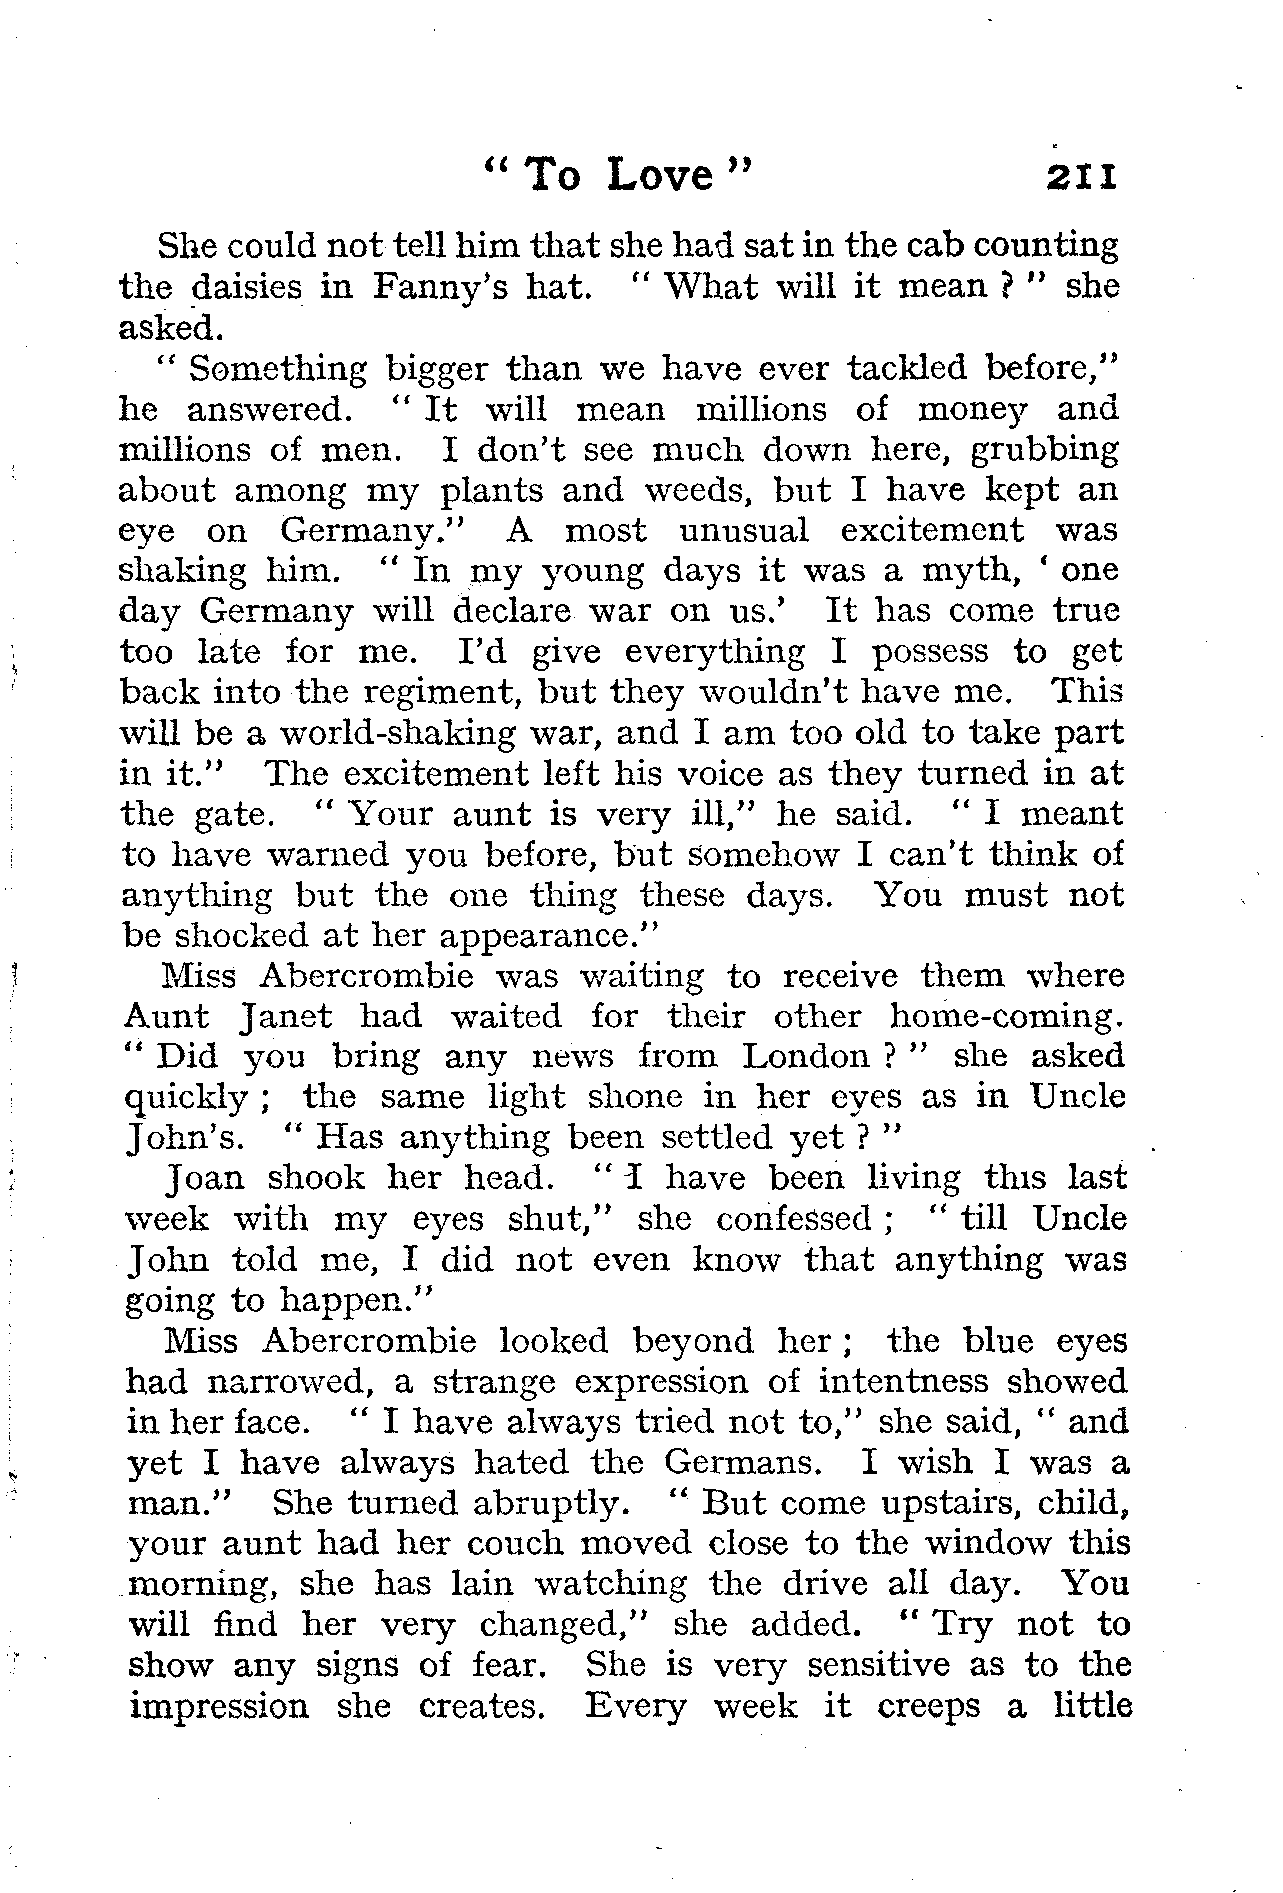 “ To Love ” 211
She could not tell him that she had sat in the cab counting
the daisies in Fanny’s hat. “ What will it mean ? ” she
asked.
“ Something bigger than we have ever tackled before,”
he answered. “ It will mean millions of money and
millions of men. I don’t see much down here, grubbing
about among my plants and weeds, but I have kept an
eye on Germany.” A most unusual excitement was
shaking him. “ In my young days it was a myth, ‘ one
day Germany will declare war on us.’ It has come true
too late for me. I’d give everything I possess to get
back into the regiment, but they wouldn’t have me. This
will be a world-shaking war, and I am too old to take part
in it.” The excitement left his voice as they turned in at
the gate. “ Your aunt is very ill,” he said. “ I meant
to have warned you before, but somehow I can’t think of
anything but the one thing these days. You must not
be shocked at her appearance.”
Miss Abercrombie was waiting to receive them where
Aunt Janet had waited for their other home-coming.
“ Did you bring any news from London ? ” she asked
quickly ; the same light shone in her eyes as in Uncle
John’s. “ Has anything been settled yet ? ”
Joan shook her head. “ I have been living this last
week with my eyes shut,” she confessed ; “ till Uncle
John told me, I did not even know that anything was
going to happen.”
Miss Abercrombie looked beyond her ; the blue eyes
had narrowed, a strange expression of intentness showed
in her face. “ I have always tried not to,” she said, “ and
yet I have always hated the Germans. I wish I was a
man.” She turned abruptly. “ But come upstairs, child,
your aunt had her couch moved close to the window this
morning, she has lain watching the drive all day. You
will find her very changed,” she added. “ Try not to
show any signs of fear. She is very sensitive as to the
impression she creates. Every week it creeps a little